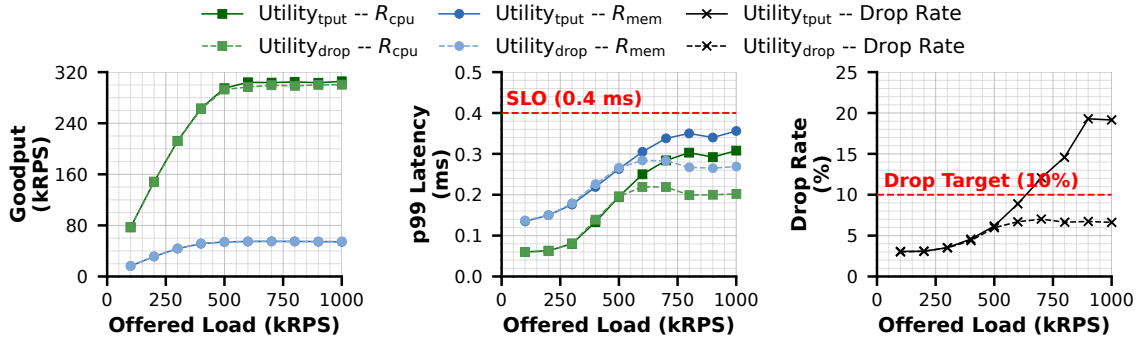 Utility_tput -- R_cpu
Utility_tput -- R_mem
Utility_tput -- Drop Rate
Utility_drop -- R_cpu
Utility_drop -- R_mem
Utility_drop -- Drop Rate
Goodput
(kRPS)
320
240
160
80
0
0 250 500 750 1000
Offered Load (kRPS)
p99 Latency
(ms)
0.5
0.4
0.3
0.2
0.1
0.0
SLO (0.4 ms)
0 250 500 750 1000
Offered Load (kRPS)
Drop Rate
(%)
25
20
15
10
5
0
Drop Target (10%)
0 250 500 750 1000
Offered Load (kRPS)